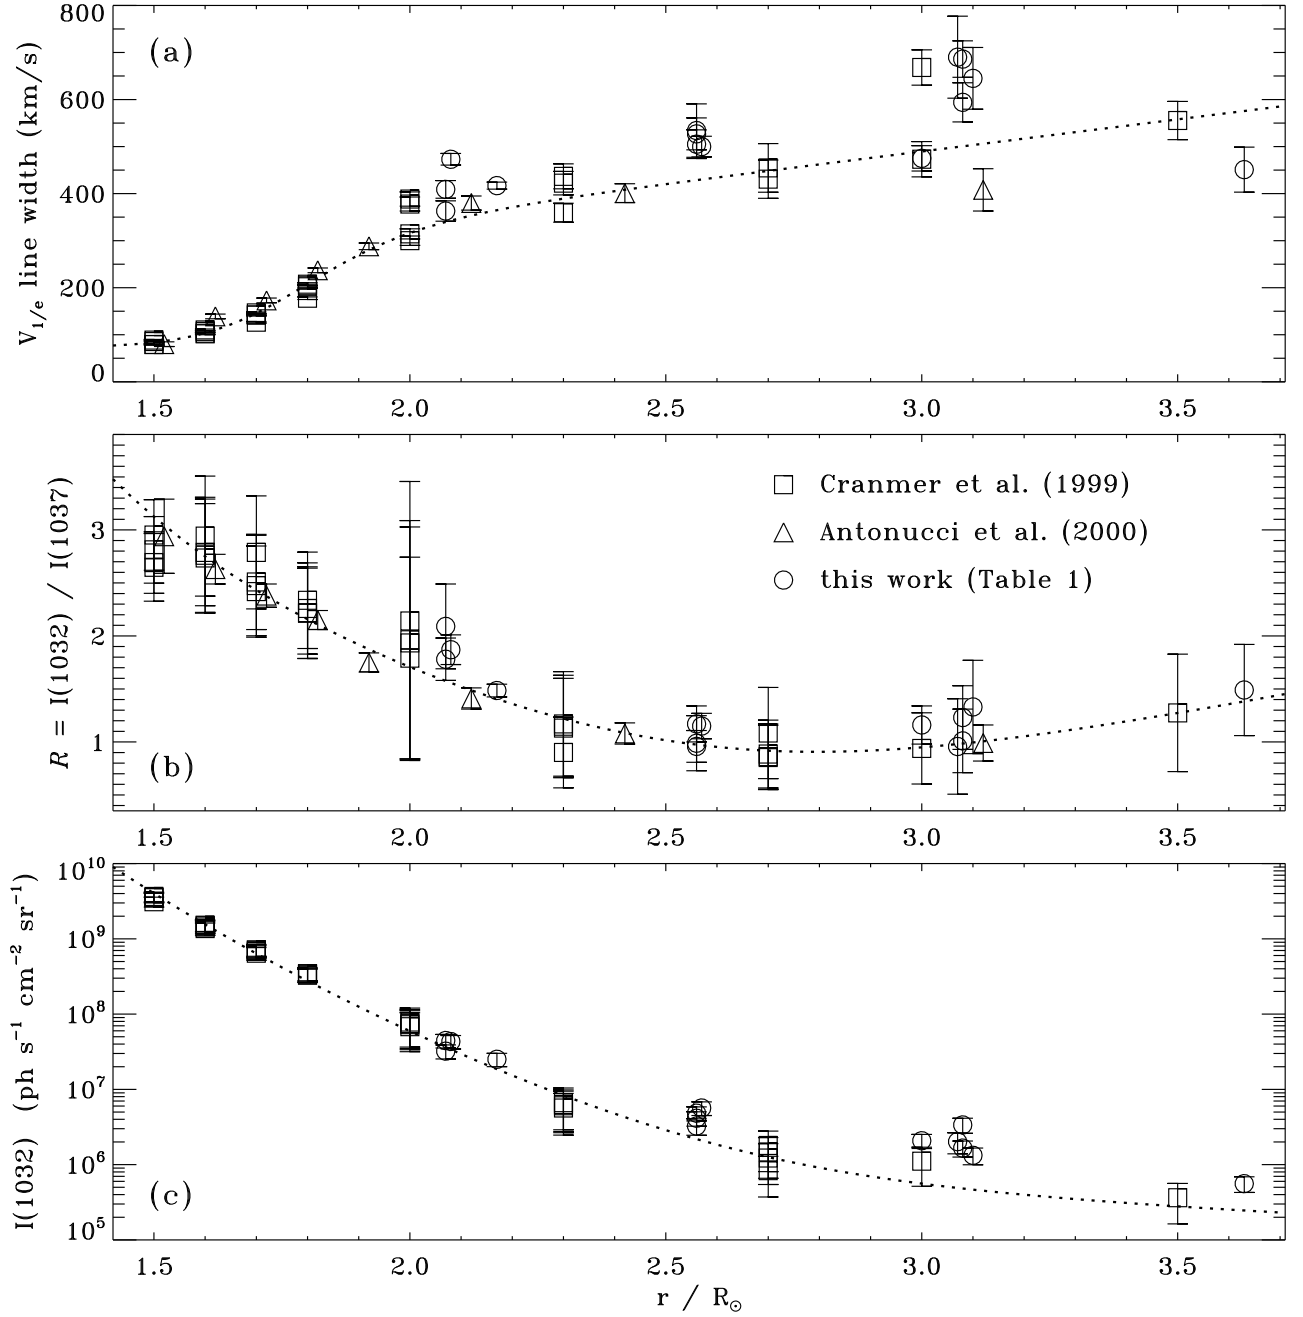 800
600
400
200
0
V1/e line width (km/s)
(a)
1.5 2.0 2.5 3.0 3.5
3
2
1
R = I(1032) / I(1037)
(b)
Cranmer et al. (1999)
Antonucci et al. (2000)
this work (Table 1)
1.5 2.0 2.5 3.0 3.5
10^10
10^9
10^8
10^7
10^6
10^5
I(1032) (ph s^−1 cm^−2 sr^−1)
(c)
1.5 2.0 2.5 3.0 3.5
r / R⊙